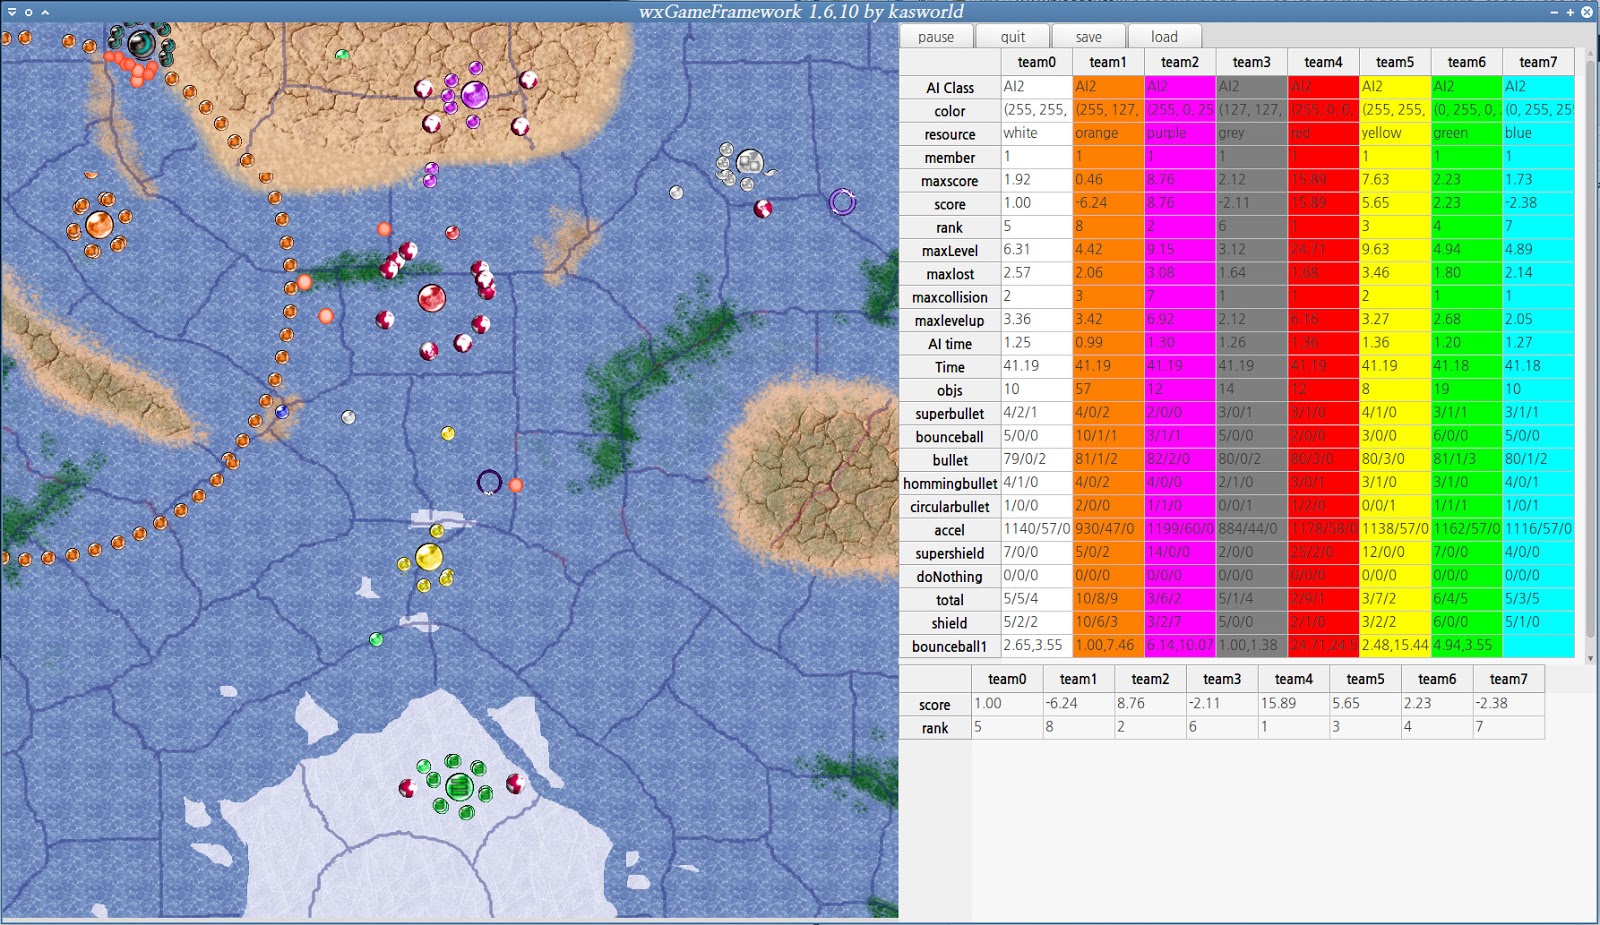 wxGameFramework 1.6.10 by kasworld
pause quit save load
team0 team1 team2 team3 team4 team5 team6 team7
AI Class AI2 AI2 AI2 AI2 AI2 AI2 AI2 AI2
color (255, 255, (255, 127, (255, 0, 25 (127, 127, (255, 0, 0, (255, 255, (0, 255, 0, (0, 255, 25
resource white orange purple grey red yellow green blue
member 1 1 1 1 1 1 1 1
maxscore 1.92 0.46 8.76 2.12 15.89 7.63 2.23 1.73
score 1.00 -6.24 8.76 -2.11 15.89 5.65 2.23 -2.38
rank 5 8 2 6 1 3 4 7
maxLevel 6.31 4.42 9.15 3.12 24.71 9.63 4.94 4.89
maxlost 2.57 2.06 3.08 1.64 1.68 3.46 1.80 2.14
maxcollision 2 3 7 1 1 2 1 1
maxlevelup 3.36 3.42 6.92 2.12 6.16 3.27 2.68 2.05
AI time 1.25 0.99 1.30 1.26 1.36 1.36 1.20 1.27
Time 41.19 41.19 41.19 41.19 41.19 41.19 41.18 41.18
objs 10 57 12 14 12 8 19 10
superbullet 4/2/1 4/0/2 2/0/0 3/0/1 3/1/0 4/1/0 3/1/1 3/1/1
bounceball 5/0/0 10/1/1 3/1/1 5/0/0 2/0/0 3/0/0 6/0/0 5/0/0
bullet 79/0/2 81/1/2 82/2/0 80/0/2 80/3/0 80/3/0 81/1/3 80/1/2
hommingbullet 4/1/0 4/0/2 4/0/0 2/1/0 3/0/1 3/1/0 3/1/0 4/0/1
circularbullet 1/0/0 2/0/0 1/1/0 0/0/1 1/2/0 0/0/1 1/1/1 1/0/1
accel 1140/57/0 930/47/0 1199/60/0 884/44/0 1178/58/0 1138/57/0 1162/57/0 1116/57/0
supershield 7/0/0 5/0/2 14/0/0 2/0/0 25/2/0 12/0/0 7/0/0 4/0/0
doNothing 0/0/0 0/0/0 0/0/0 0/0/0 0/0/0 0/0/0 0/0/0 0/0/0
total 5/5/4 10/8/9 3/6/2 5/1/4 2/9/1 3/7/2 6/4/5 5/3/5
shield 5/2/2 10/6/3 3/2/7 5/0/0 2/1/0 3/2/2 6/0/0 5/1/0
bounceball1 2.65,3.55 1.00,7.46 6.14,10.07 1.00,1.38 24.71,24.5 2.48,15.44 4.94,3.55
team0 team1 team2 team3 team4 team5 team6 team7
score 1.00 -6.24 8.76 -2.11 15.89 5.65 2.23 -2.38
rank 5 8 2 6 1 3 4 7